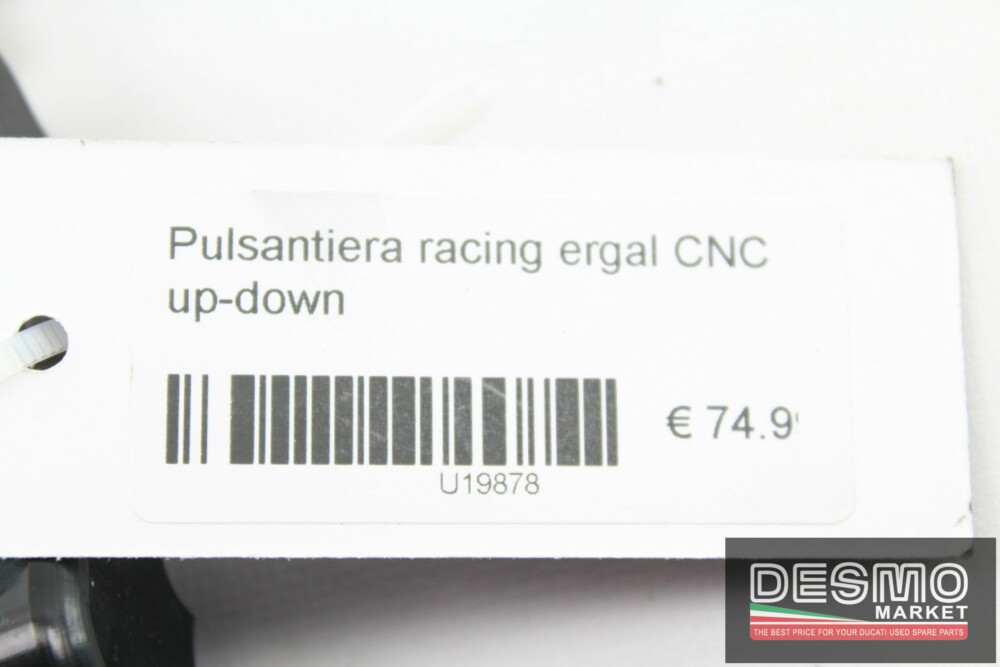 Pulsantiera racing ergal CNC
up-down
€ 74.9
U19878
DESMO
MARKET
THE BEST PRICE FOR YOUR DUCATI USED SPARE PARTS